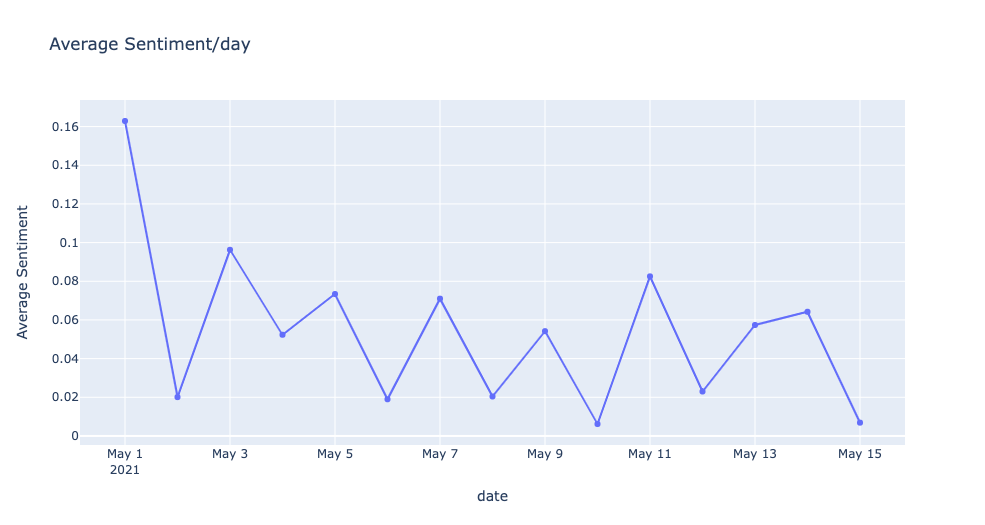 Average Sentiment/day
Average Sentiment
0.16
0.14
0.12
0.1
0.08
0.06
0.04
0.02
0
May 1 May 3 May 5 May 7 May 9 May 11 May 13 May 15
2021
date